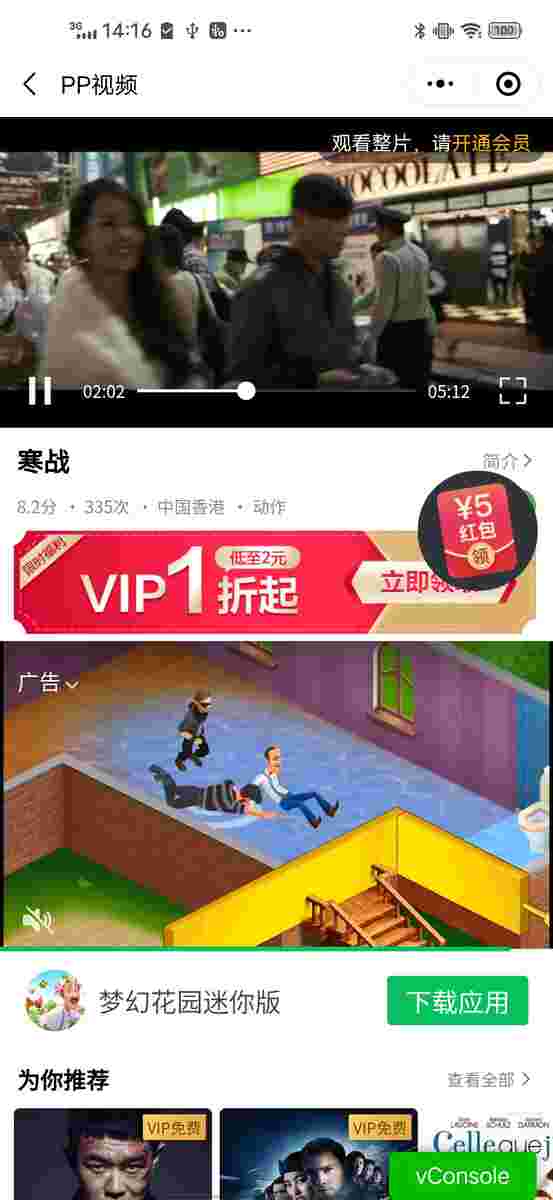 3G 14:16 100
PP视频
观看整片，请开通会员
CHOCOOLATE
02:02 05:12
寒战 简介
8.2分 · 335次 · 中国香港 · 动作
¥5
红包
领
限时福利
低至2元
VIP1折起
立即领
广告
梦幻花园迷你版 下载应用
为你推荐 查看全部
VIP免费 VIP免费
vConsole